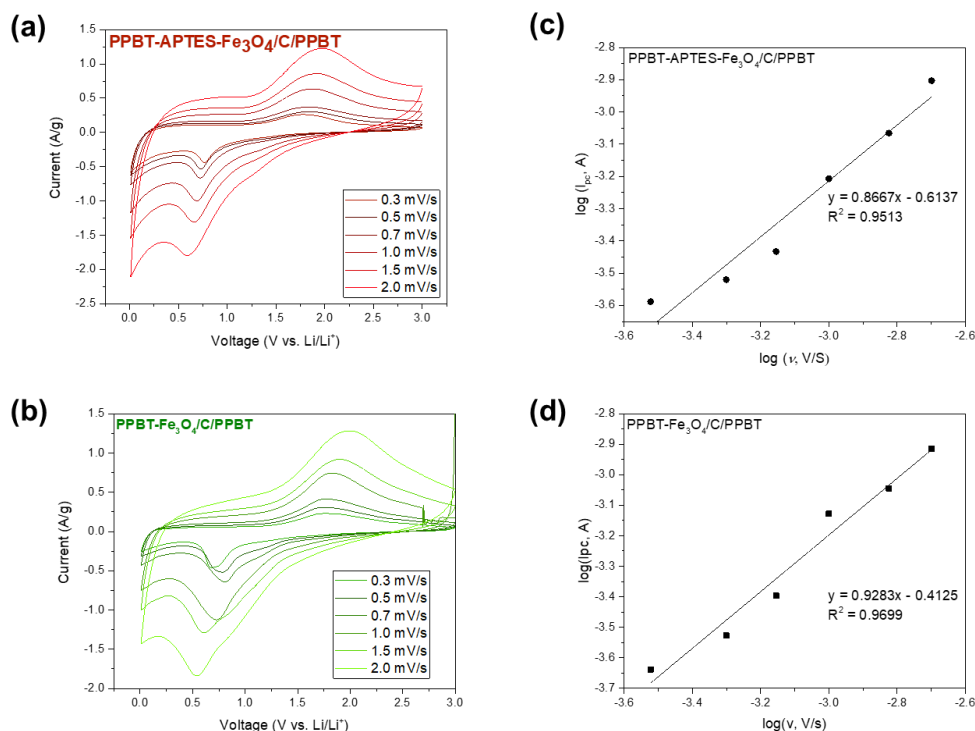 (a)
PPBT-APTES-Fe₃O₄/C/PPBT
1.5
1.0
0.5
0.0
-0.5
-1.0
-1.5
-2.0
-2.5
Current (A/g)
0.3 mV/s
0.5 mV/s
0.7 mV/s
1.0 mV/s
1.5 mV/s
2.0 mV/s
0.0 0.5 1.0 1.5 2.0 2.5 3.0
Voltage (V vs. Li/Li⁺)
(c)
PPBT-APTES-Fe₃O₄/C/PPBT
-2.8
-2.9
-3.0
-3.1
-3.2
-3.3
-3.4
-3.5
-3.6
log (Iₚc, A)
y = 0.8667x - 0.6137
R² = 0.9513
-3.6 -3.4 -3.2 -3.0 -2.8 -2.6
log (ν, V/S)
(b)
PPBT-Fe₃O₄/C/PPBT
1.5
1.0
0.5
0.0
-0.5
-1.0
-1.5
-2.0
Current (A/g)
0.3 mV/s
0.5 mV/s
0.7 mV/s
1.0 mV/s
1.5 mV/s
2.0 mV/s
0.0 0.5 1.0 1.5 2.0 2.5 3.0
Voltage (V vs. Li/Li⁺)
(d)
PPBT-Fe₃O₄/C/PPBT
-2.8
-2.9
-3.0
-3.1
-3.2
-3.3
-3.4
-3.5
-3.6
-3.7
log(Ipc, A)
y = 0.9283x - 0.4125
R² = 0.9699
-3.6 -3.4 -3.2 -3.0 -2.8 -2.6
log(v, V/s)